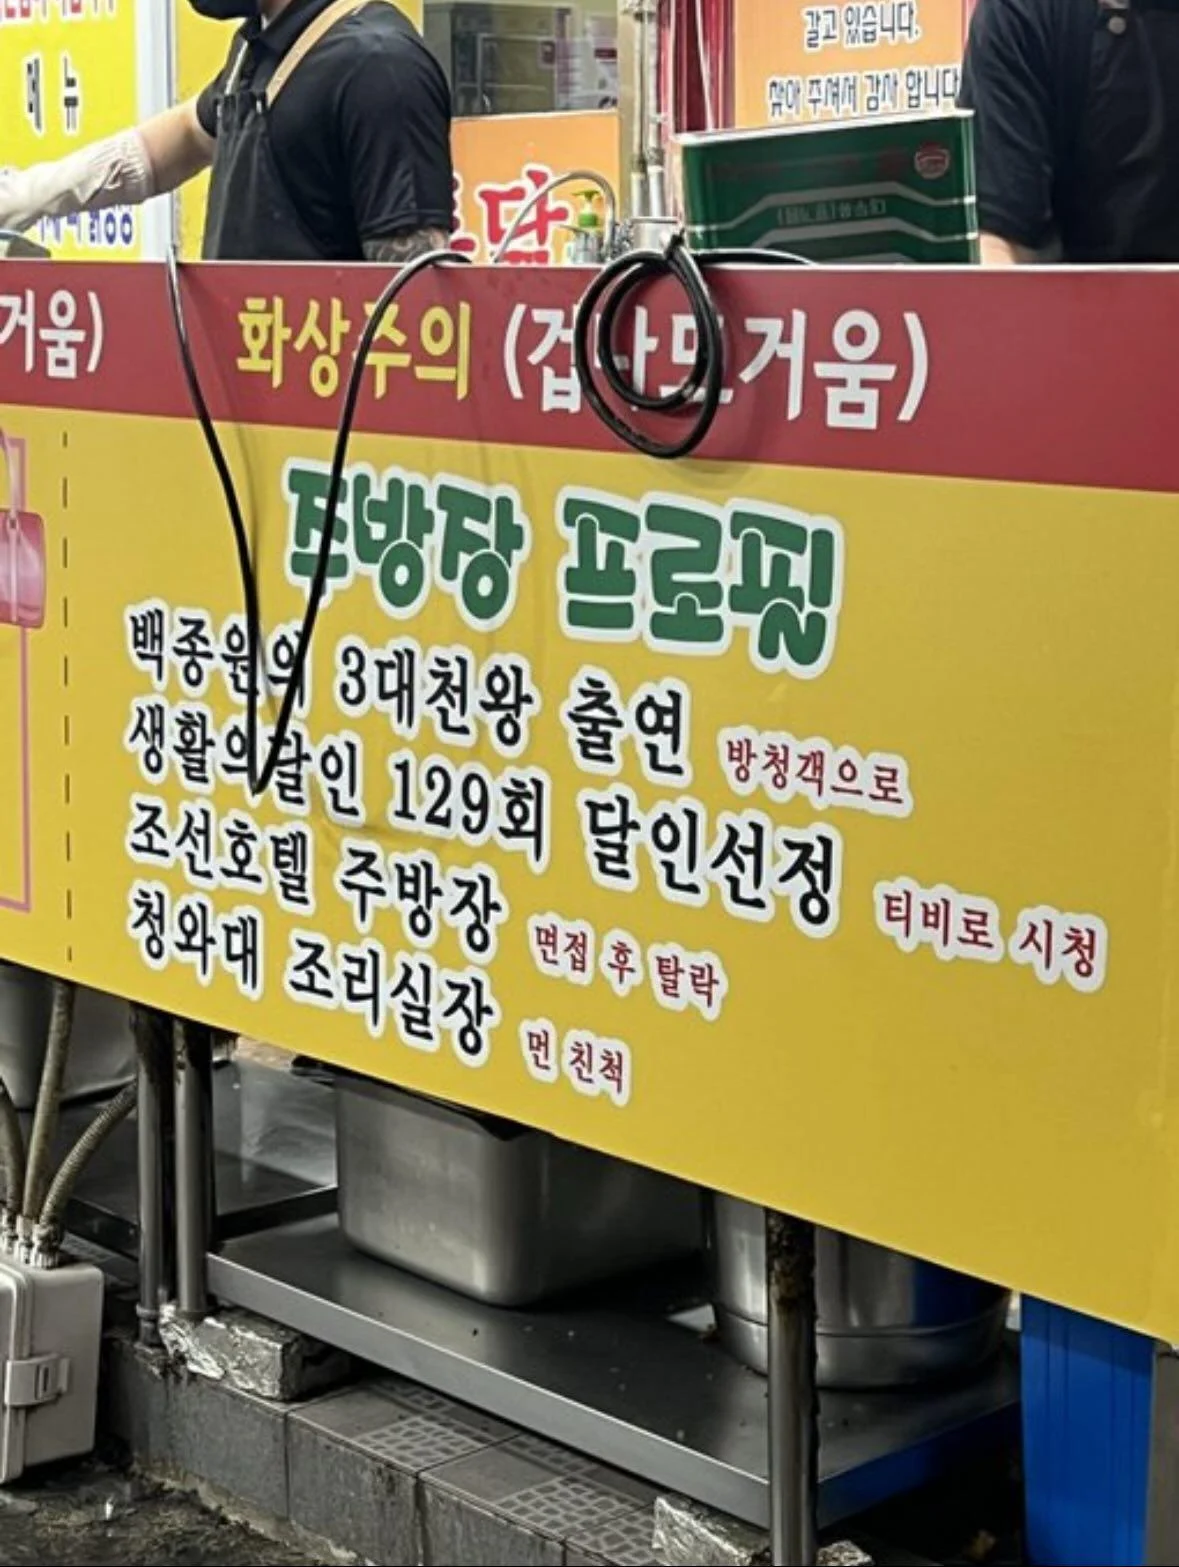 메뉴
갈고 있습니다.
찾아 주셔서 감사 합니다
거움)
화상주의 (겁나뜨거움)
주방장 프로필
백종원의 3대천왕 출연 방청객으로
생활의달인 129회 달인선정 티비로 시청
조선호텔 주방장 면접 후 탈락
청와대 조리실장 먼 친척